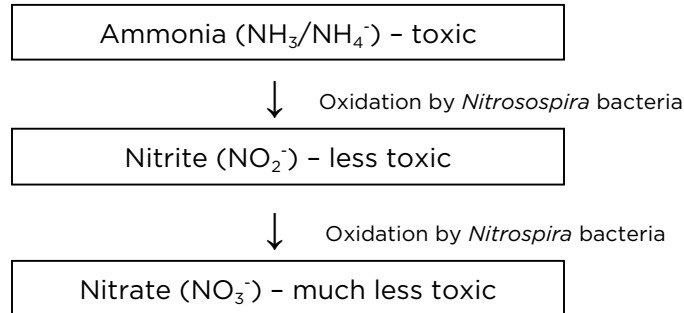 Ammonia (NH₃/NH₄⁻) – toxic
↓ Oxidation by Nitrosospira bacteria
Nitrite (NO₂⁻) – less toxic
↓ Oxidation by Nitrospira bacteria
Nitrate (NO₃⁻) – much less toxic